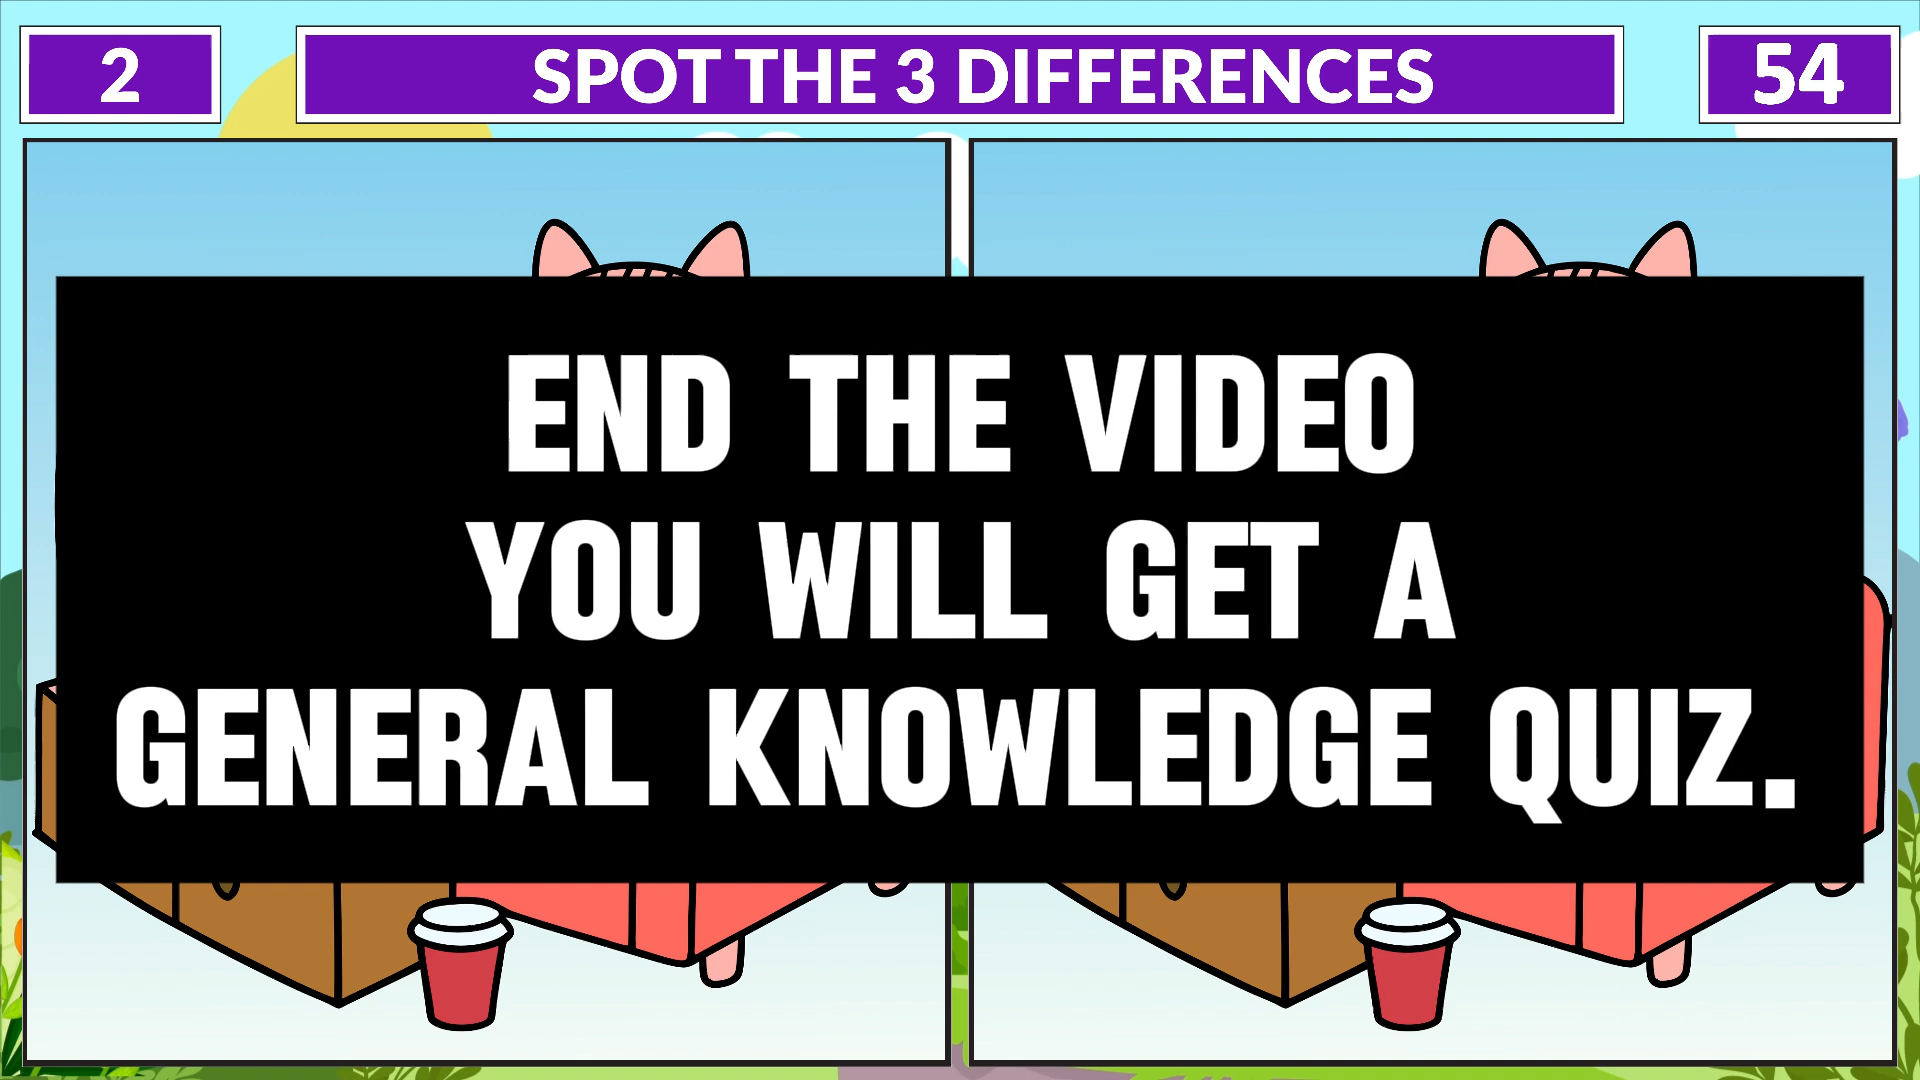 2
SPOT THE 3 DIFFERENCES
54
END THE VIDEO
YOU WILL GET A
GENERAL KNOWLEDGE QUIZ.